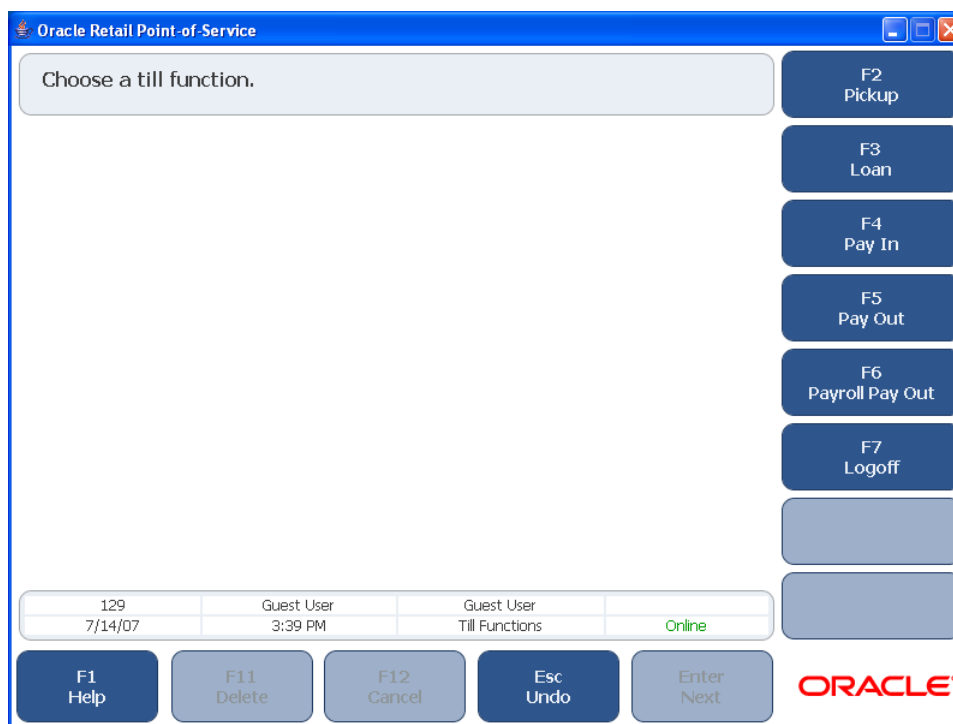 Oracle Retail Point-of-Service
Choose a till function.
F2
Pickup
F3
Loan
F4
Pay In
F5
Pay Out
F6
Payroll Pay Out
F7
Logoff
129 Guest User Guest User
7/14/07 3:39 PM Till Functions Online
F1
Help
F11
Delete
F12
Cancel
Esc
Undo
Enter
Next
ORACLE